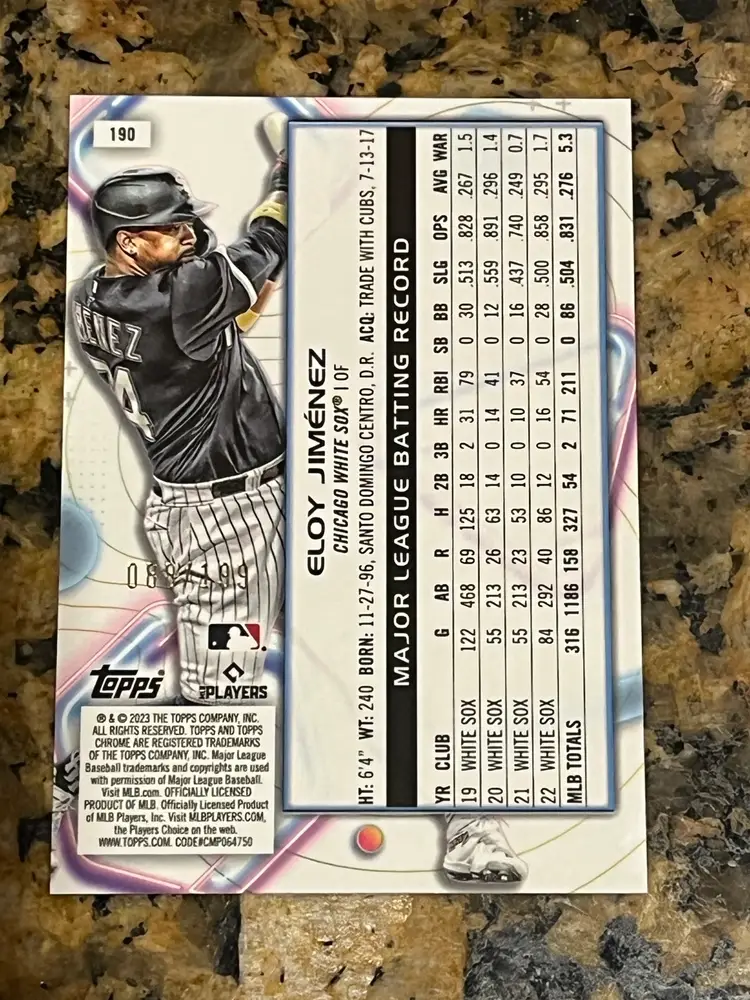 190
ELOY JIMÉNEZ
CHICAGO WHITE SOX® | OF
HT: 6'4" WT: 240 BORN: 11-27-96, SANTO DOMINGO CENTRO, D.R. ACQ: TRADE WITH CUBS, 7-13-17
MAJOR LEAGUE BATTING RECORD
YR CLUB G AB R H 2B 3B HR RBI SB BB SLG OPS AVG WAR
19 WHITE SOX 122 468 69 125 18 2 31 79 0 30 .513 .828 .267 1.5
20 WHITE SOX 55 213 26 63 14 0 14 41 0 12 .559 .891 .296 1.4
21 WHITE SOX 55 213 23 53 10 0 10 37 0 16 .437 .740 .249 0.7
22 WHITE SOX 84 292 40 86 12 0 16 54 0 28 .500 .858 .295 1.7
MLB TOTALS 316 1186 158 327 54 2 71 211 0 86 .504 .831 .276 5.3
TOPPS®
MLB PLAYERS
® & © 2023 THE TOPPS COMPANY, INC.
ALL RIGHTS RESERVED. TOPPS AND TOPPS
CHROME ARE REGISTERED TRADEMARKS
OF THE TOPPS COMPANY, INC. Major League
Baseball trademarks and copyrights are used
with permission of Major League Baseball.
Visit MLB.com. OFFICIALLY LICENSED
PRODUCT OF MLB. Officially Licensed Product
of MLB Players, Inc. Visit MLBPLAYERS.COM,
the Players Choice on the web.
WWW.TOPPS.COM. CODE#CMP064750